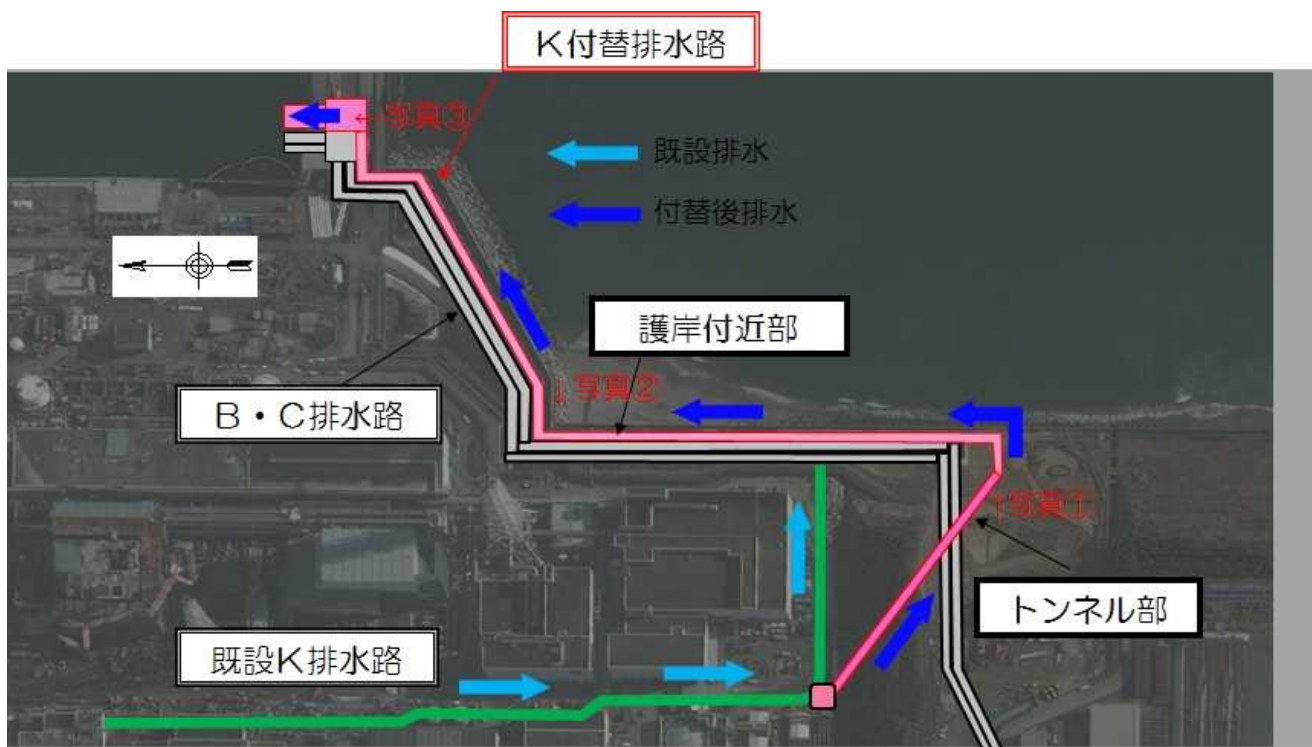 K付替排水路
←写真③
既設排水
付替後排水
護岸付近部
↓写真②
B・C排水路
↑写真①
トンネル部
既設K排水路